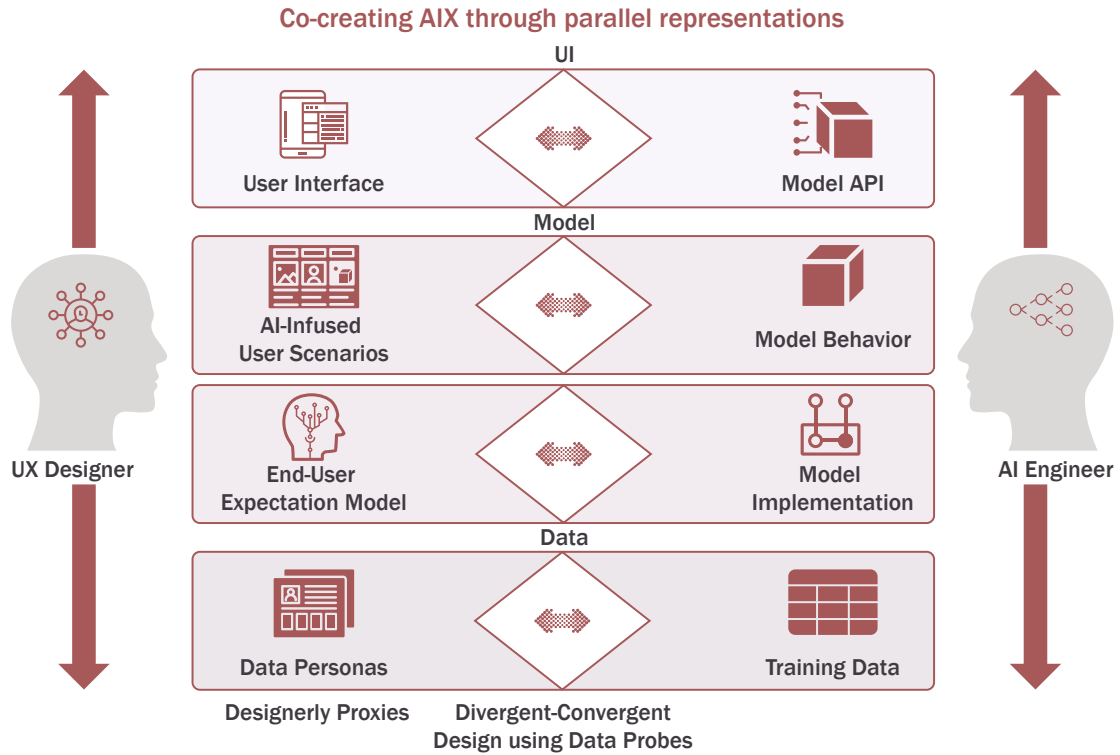 Co-creating AIX through parallel representations
UI
User Interface
Model API
Model
AI-Infused
User Scenarios
Model Behavior
UX Designer
End-User
Expectation Model
Model
Implementation
AI Engineer
Data
Data Personas
Training Data
Designerly Proxies
Divergent-Convergent
Design using Data Probes